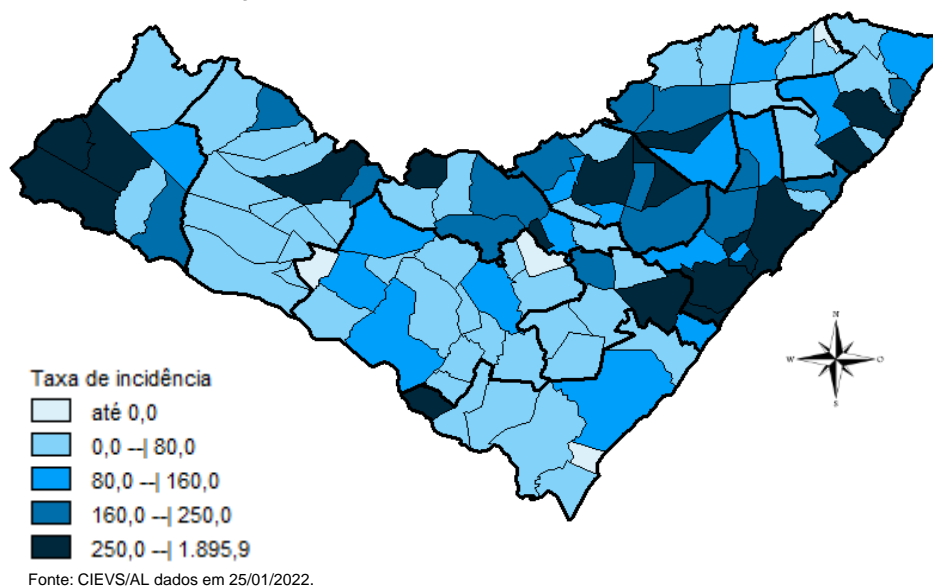 N
W
O
S
Taxa de incidência
até 0,0
0,0 --| 80,0
80,0 --| 160,0
160,0 --| 250,0
250,0 --| 1.895,9
Fonte: CIEVS/AL dados em 25/01/2022.